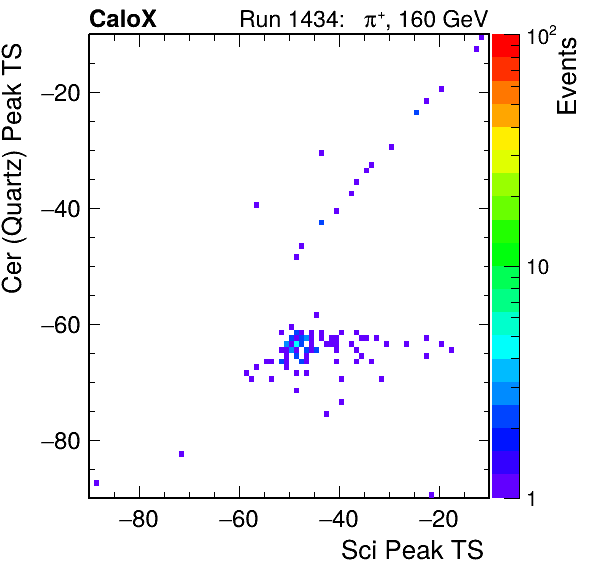 CaloX Run 1434: π⁺, 160 GeV
Cer (Quartz) Peak TS
−20
−40
−60
−80
−80 −60 −40 −20
Sci Peak TS
10²
10
1
Events